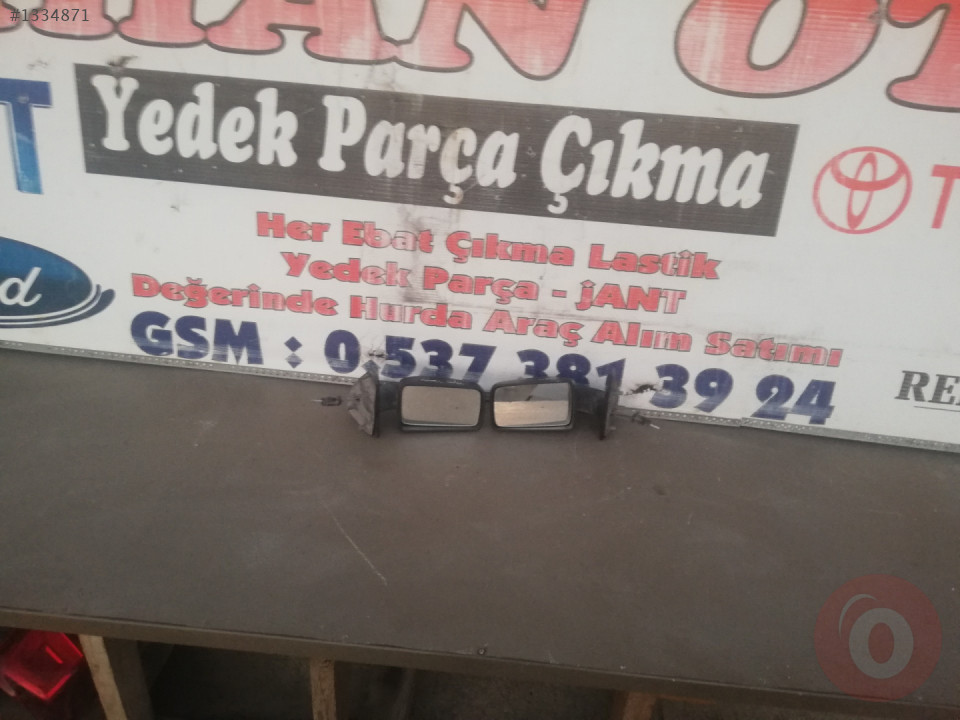 #1334871
Yedek Parça Çıkma
Her Ebat Çıkma Lastik
Yedek Parça - jANT
Değerinde Hurda Araç Alım Satımı
GSM : 0 537 381 39 24